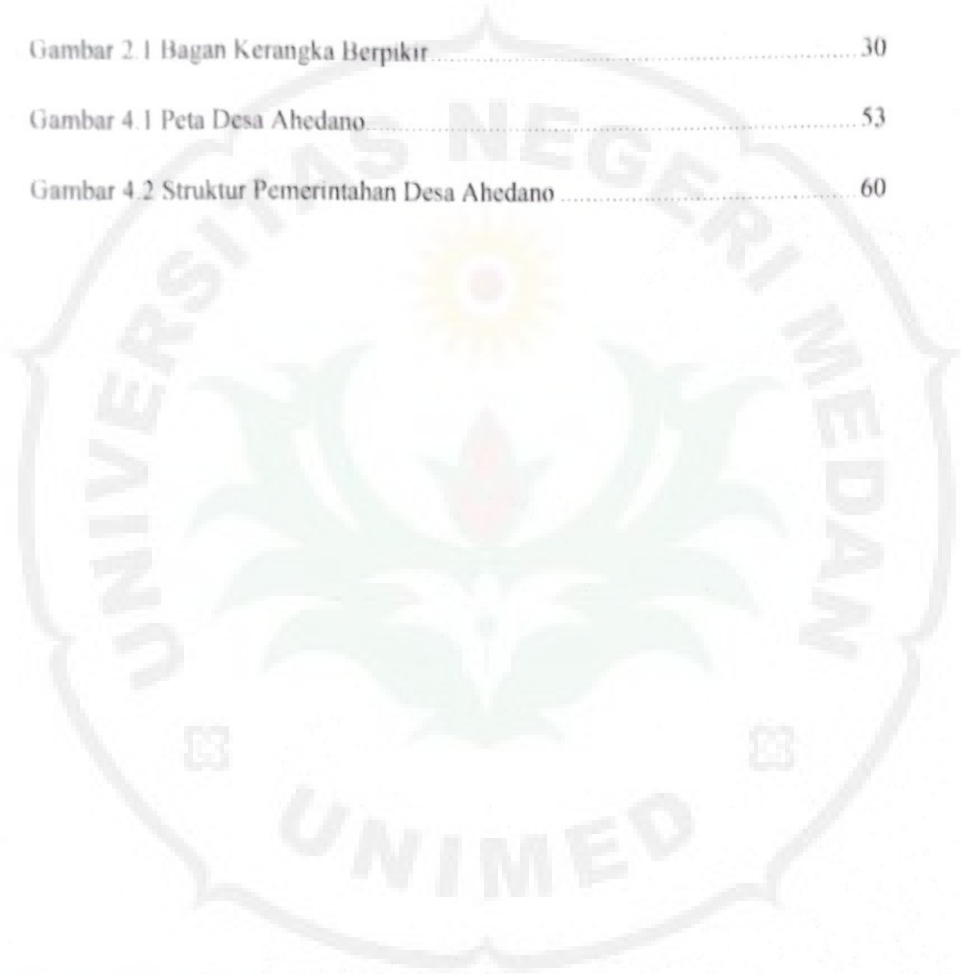 Gambar 2.1 Bagan Kerangka Berpikir.....30
Gambar 4.1 Peta Desa Ahedano.....53
Gambar 4.2 Struktur Pemerintahan Desa Ahedano.....60
UNIVERSITAS NEGERI MEDAN
UNIMED